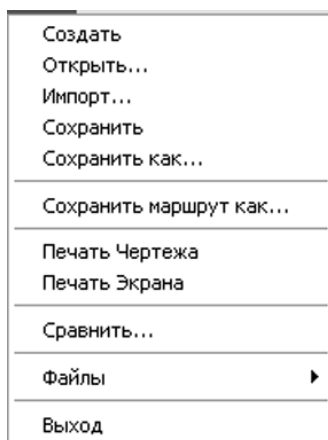 Создать
Открыть...
Импорт...
Сохранить
Сохранить как...
Сохранить маршрут как...
Печать Чертежа
Печать Экрана
Сравнить...
Файлы
Выход